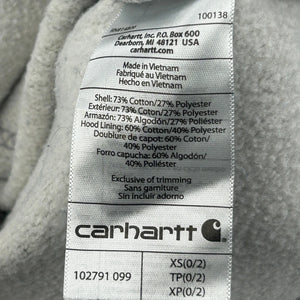 100138
Carhartt, Inc. P.O. Box 600
Dearborn, MI 48121 USA
carhartt.com
Made in Vietnam
Fabriqué au Vietnam
Hecho en Vietnam
Shell: 73% Cotton/27% Polyester
Extérieur: 73% Coton/27% Polyester
Armazón: 73% Algodón/27% Poliéster
Hood Lining: 60% Cotton/
40% Polyester
Doublure de capot: 60% Coton/
40% Polyester
Forro capucha: 60% Algodón/
40% Poliéster
Exclusive of trimming
Sans garniture
Sin incluir adorno
carhartt
102791 099
XS(0/2)
TP(0/2)
XP(0/2)